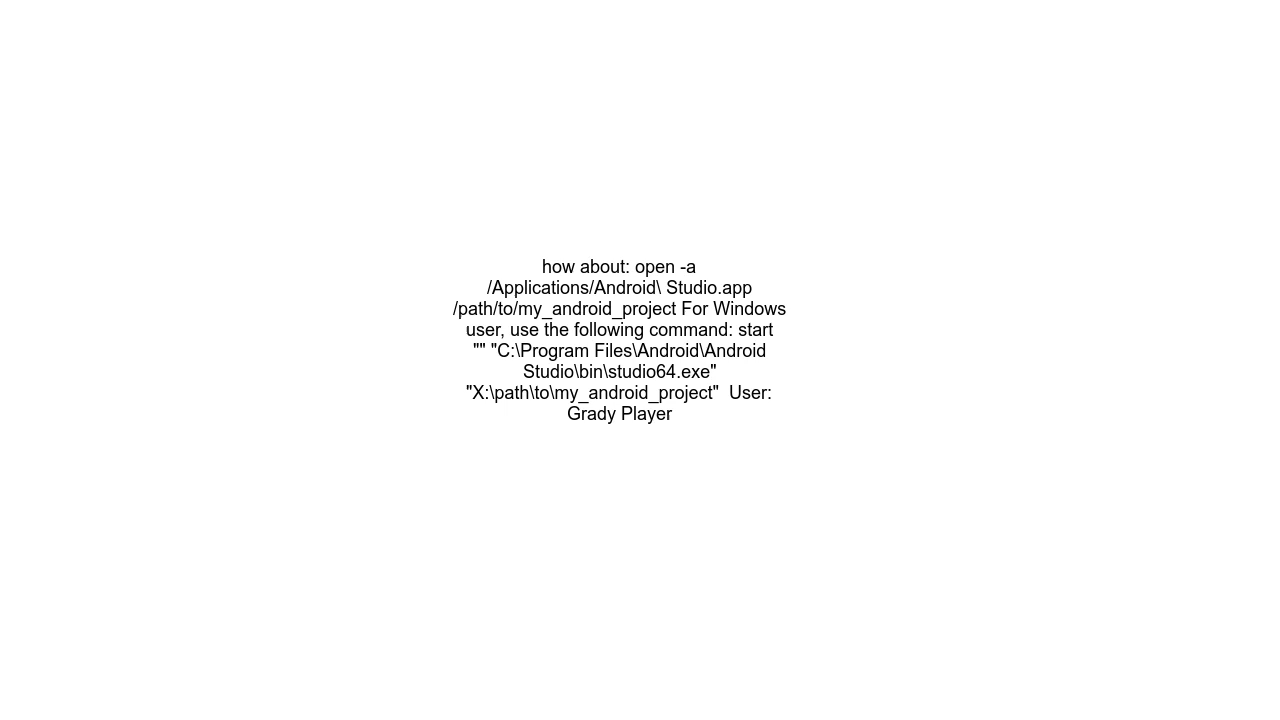 how about: open -a
/Applications/Android\ Studio.app
/path/to/my_android_project For Windows
user, use the following command: start
"" "C:\Program Files\Android\Android
Studio\bin\studio64.exe"
"X:\path\to\my_android_project"  User:
Grady Player